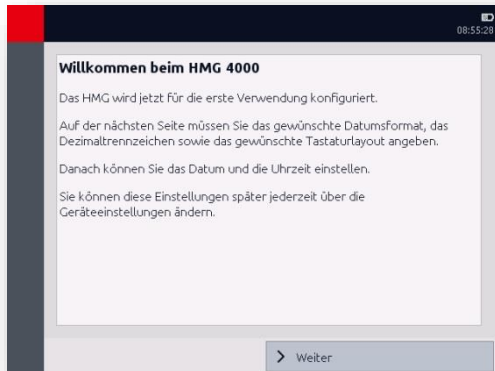 08:55:28
Willkommen beim HMG 4000
Das HMG wird jetzt für die erste Verwendung konfiguriert.
Auf der nächsten Seite müssen Sie das gewünschte Datumsformat, das
Dezimaltrennzeichen sowie das gewünschte Tastaturlayout angeben.
Danach können Sie das Datum und die Uhrzeit einstellen.
Sie können diese Einstellungen später jederzeit über die
Geräteeinstellungen ändern.
Weiter